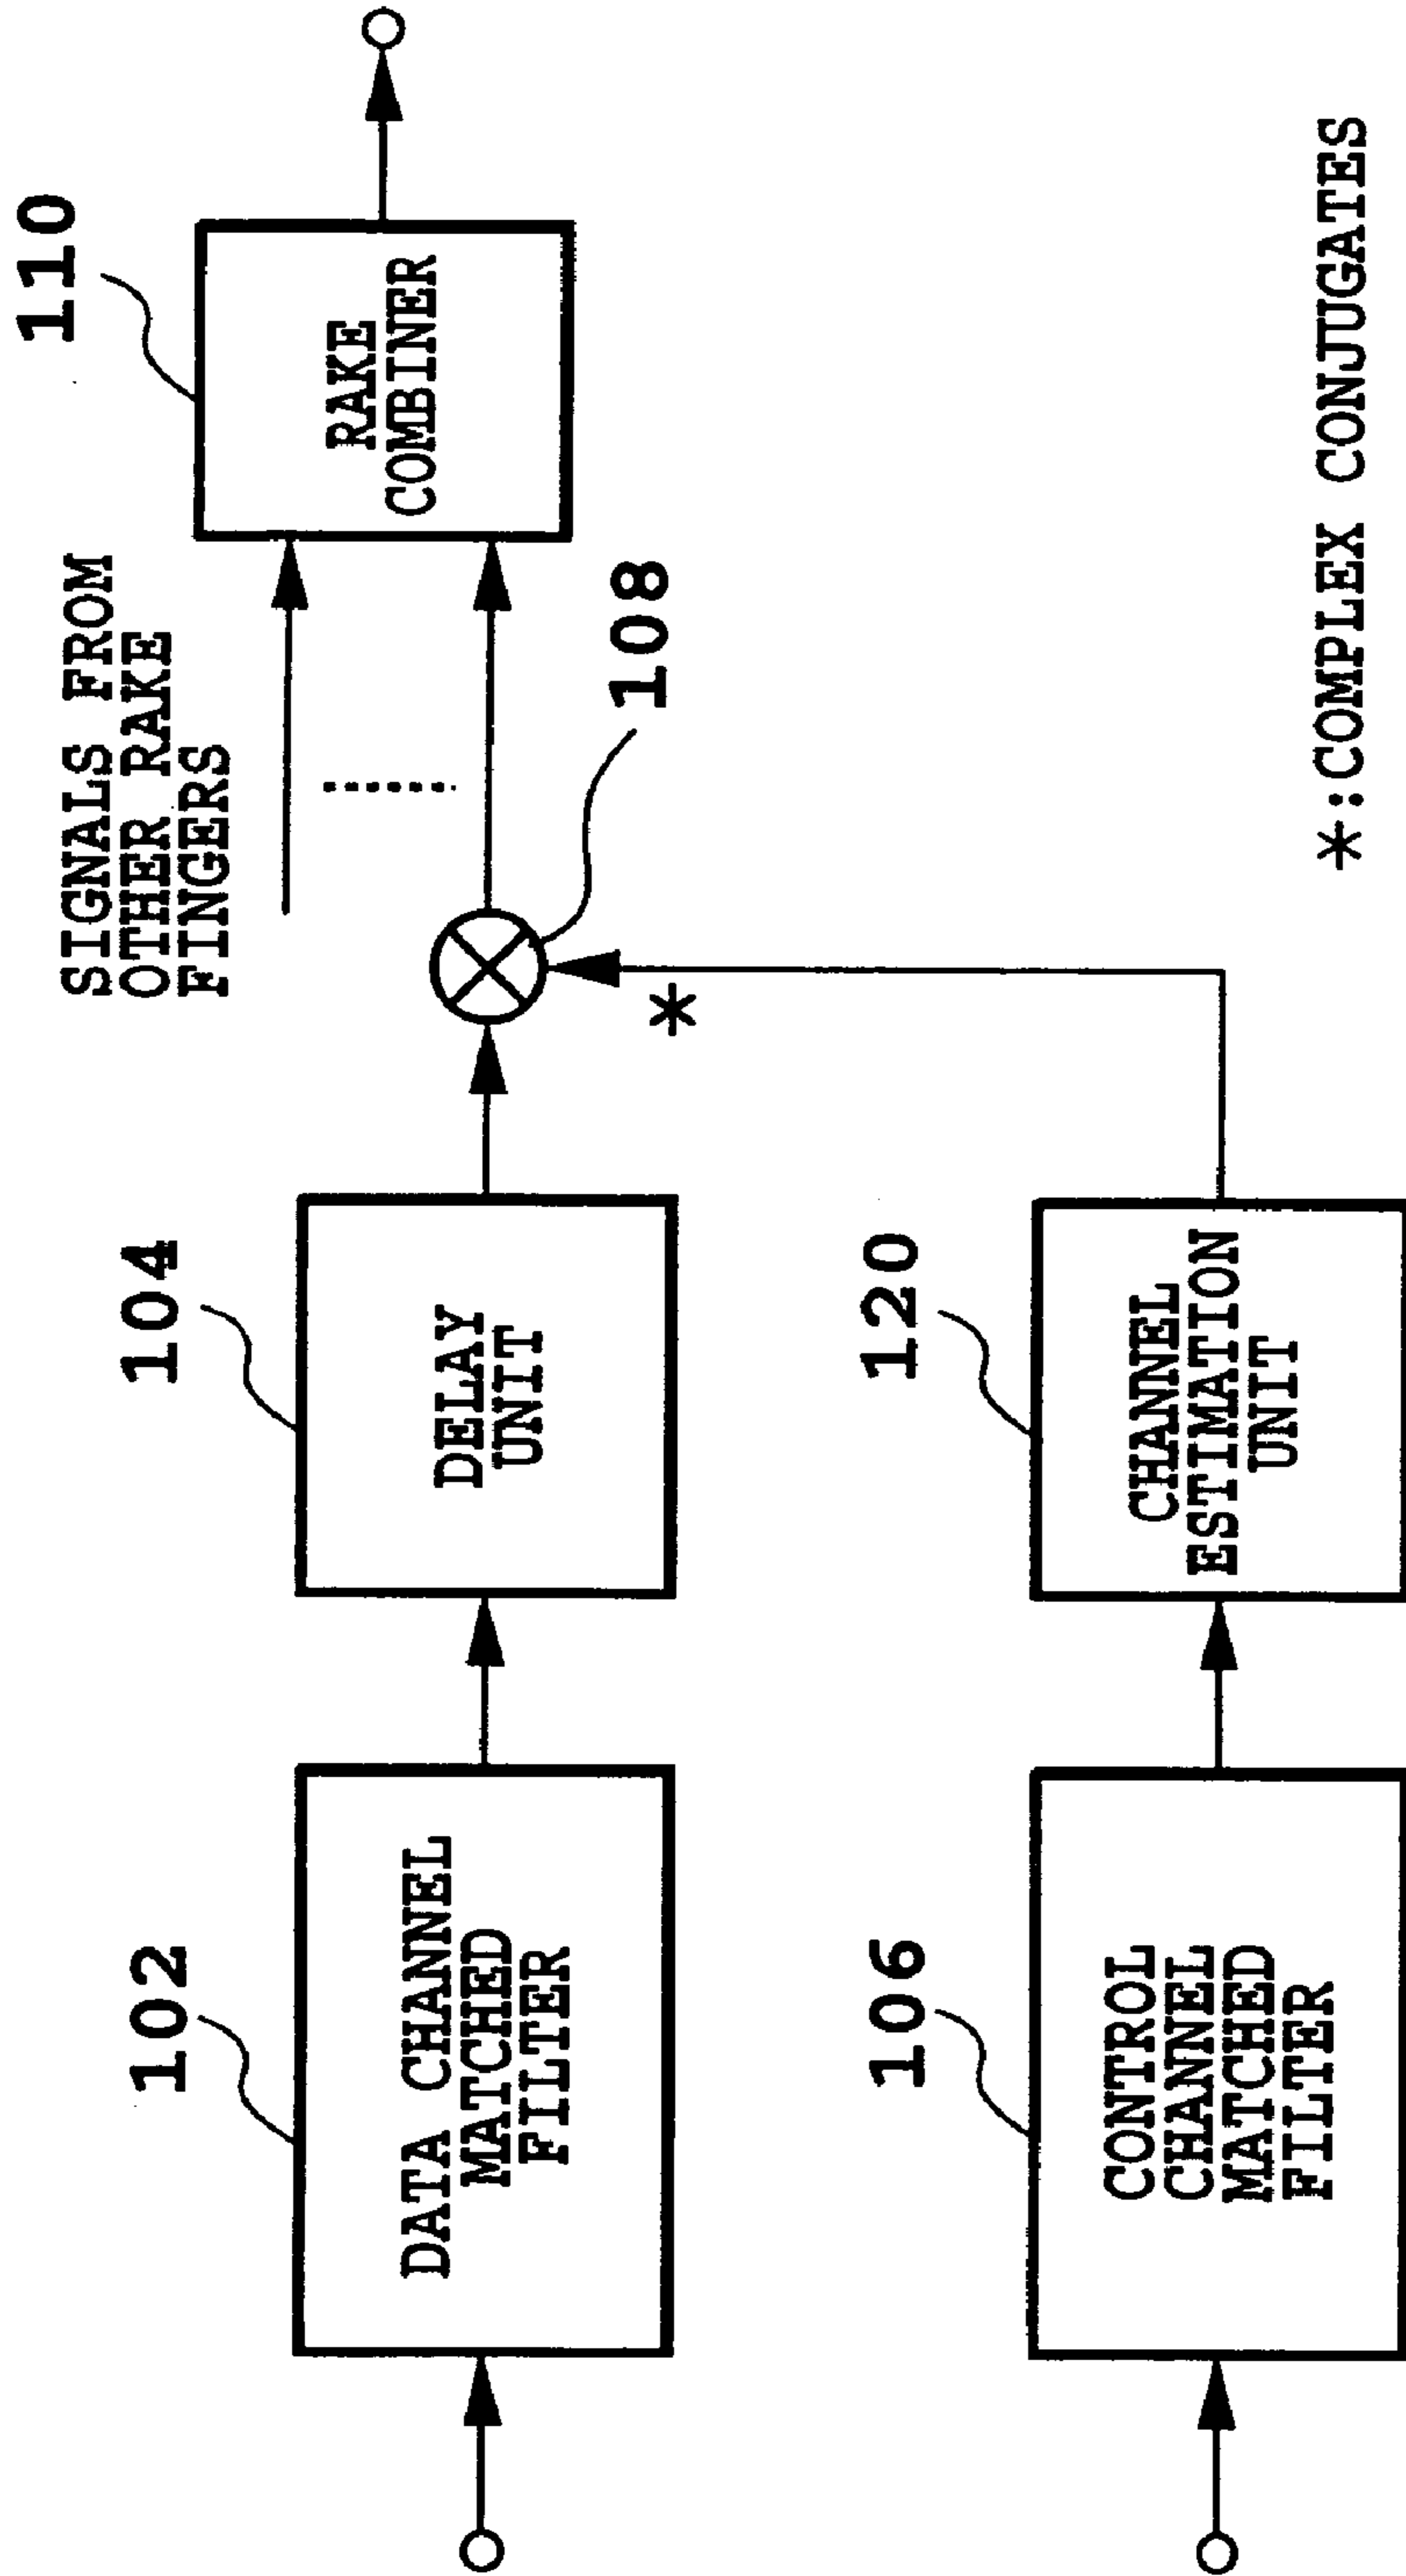 102
DATA CHANNEL
MATCHED
FILTER
104
DELAY
UNIT
SIGNALS FROM
OTHER RAKE
FINGERS
108
*
110
RAKE
COMBINER
106
CONTROL
CHANNEL
MATCHED
FILTER
120
CHANNEL
ESTIMATION
UNIT
*:COMPLEX CONJUGATES